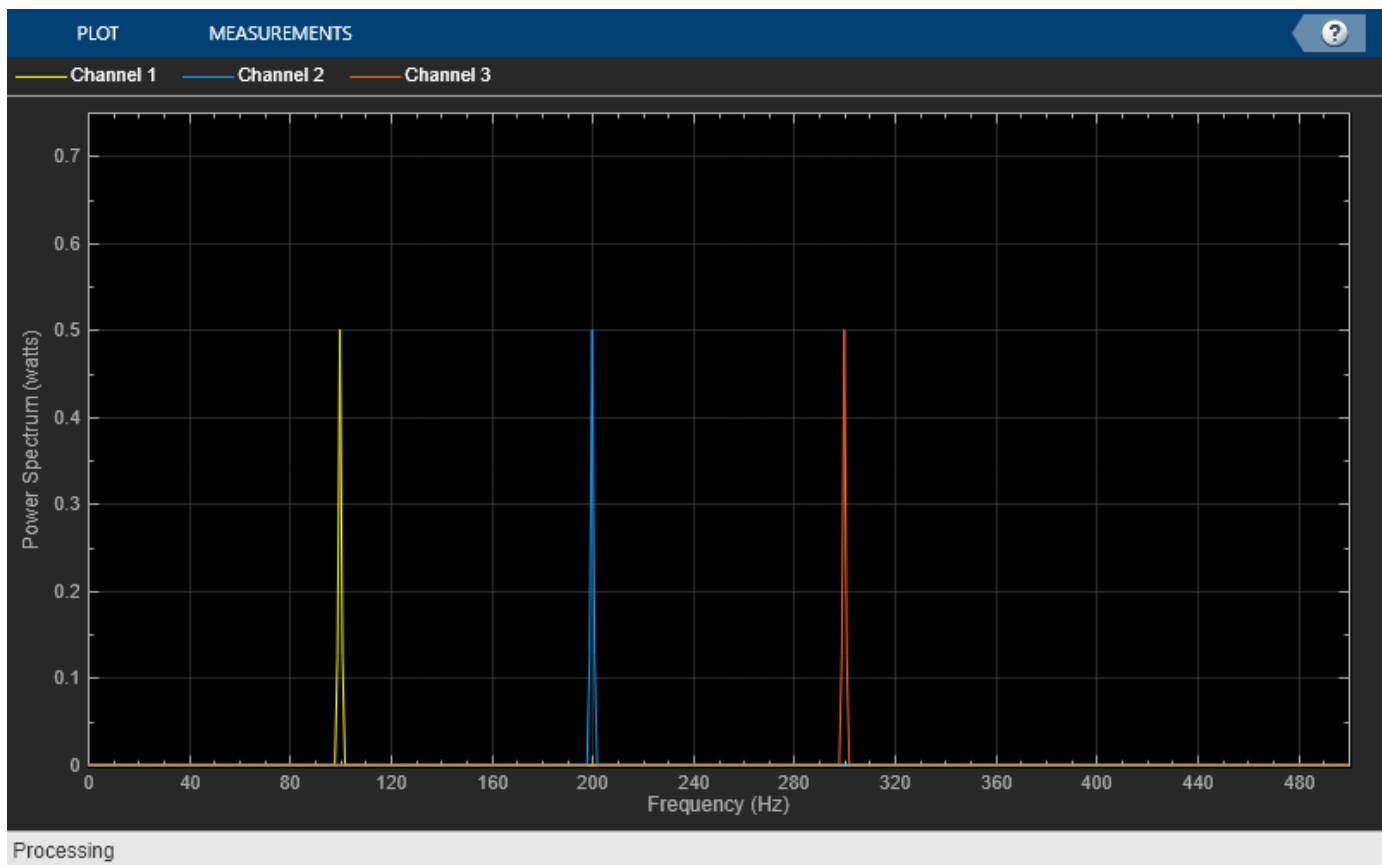 PLOT MEASUREMENTS ?
Channel 1 Channel 2 Channel 3
0.7
0.6
0.5
0.4
0.3
0.2
0.1
0
Power Spectrum (watts)
0 40 80 120 160 200 240 280 320 360 400 440 480
Frequency (Hz)
Processing